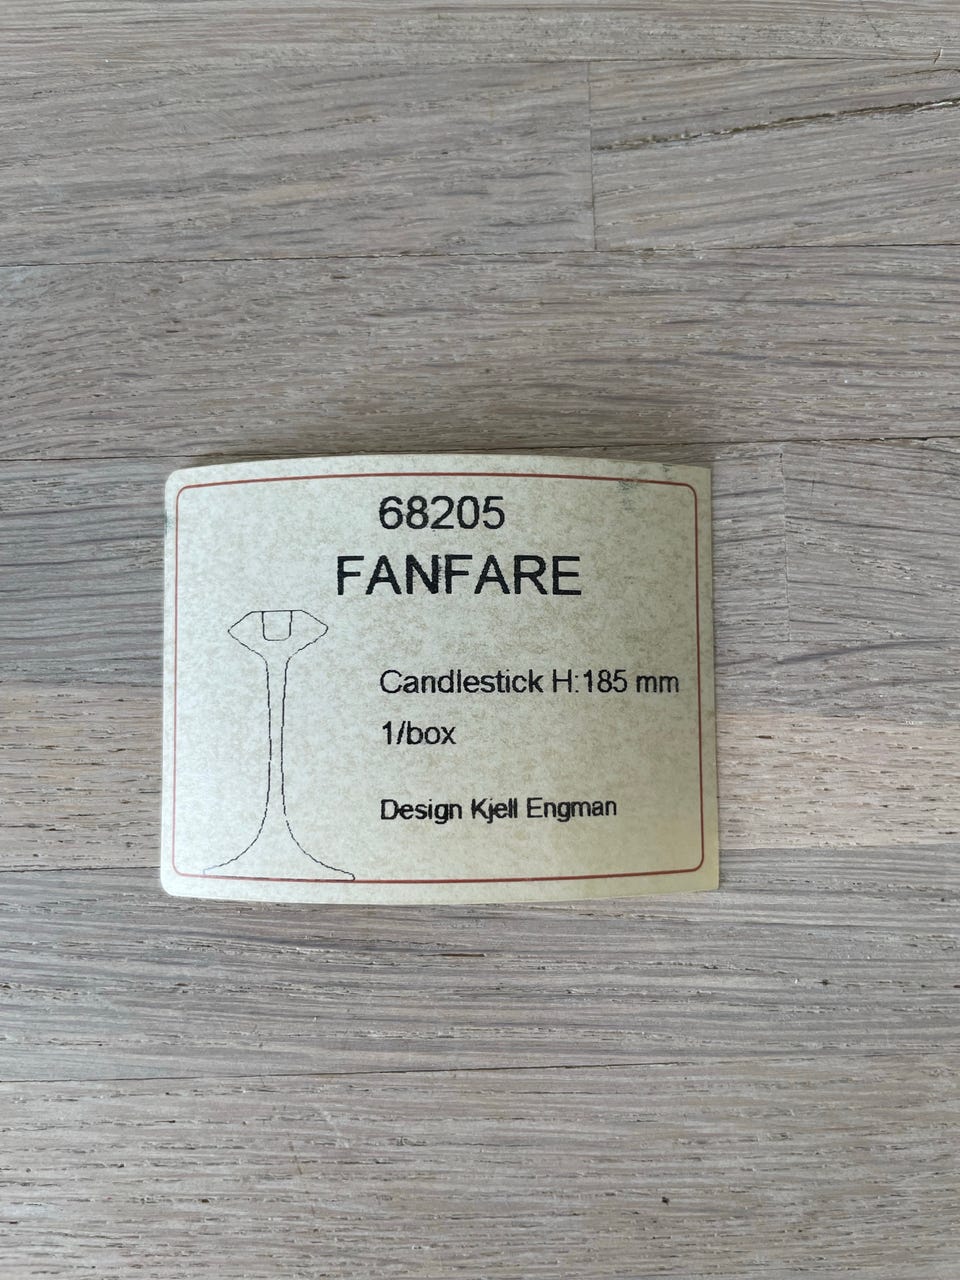 68205
FANFARE
Candlestick H:185 mm
1/box
Design Kjell Engman